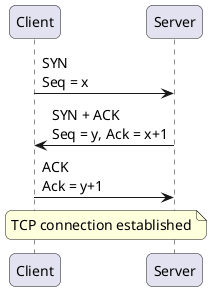 Client Server
SYN
Seq = x
SYN + ACK
Seq = y, Ack = x+1
ACK
Ack = y+1
TCP connection established
Client Server